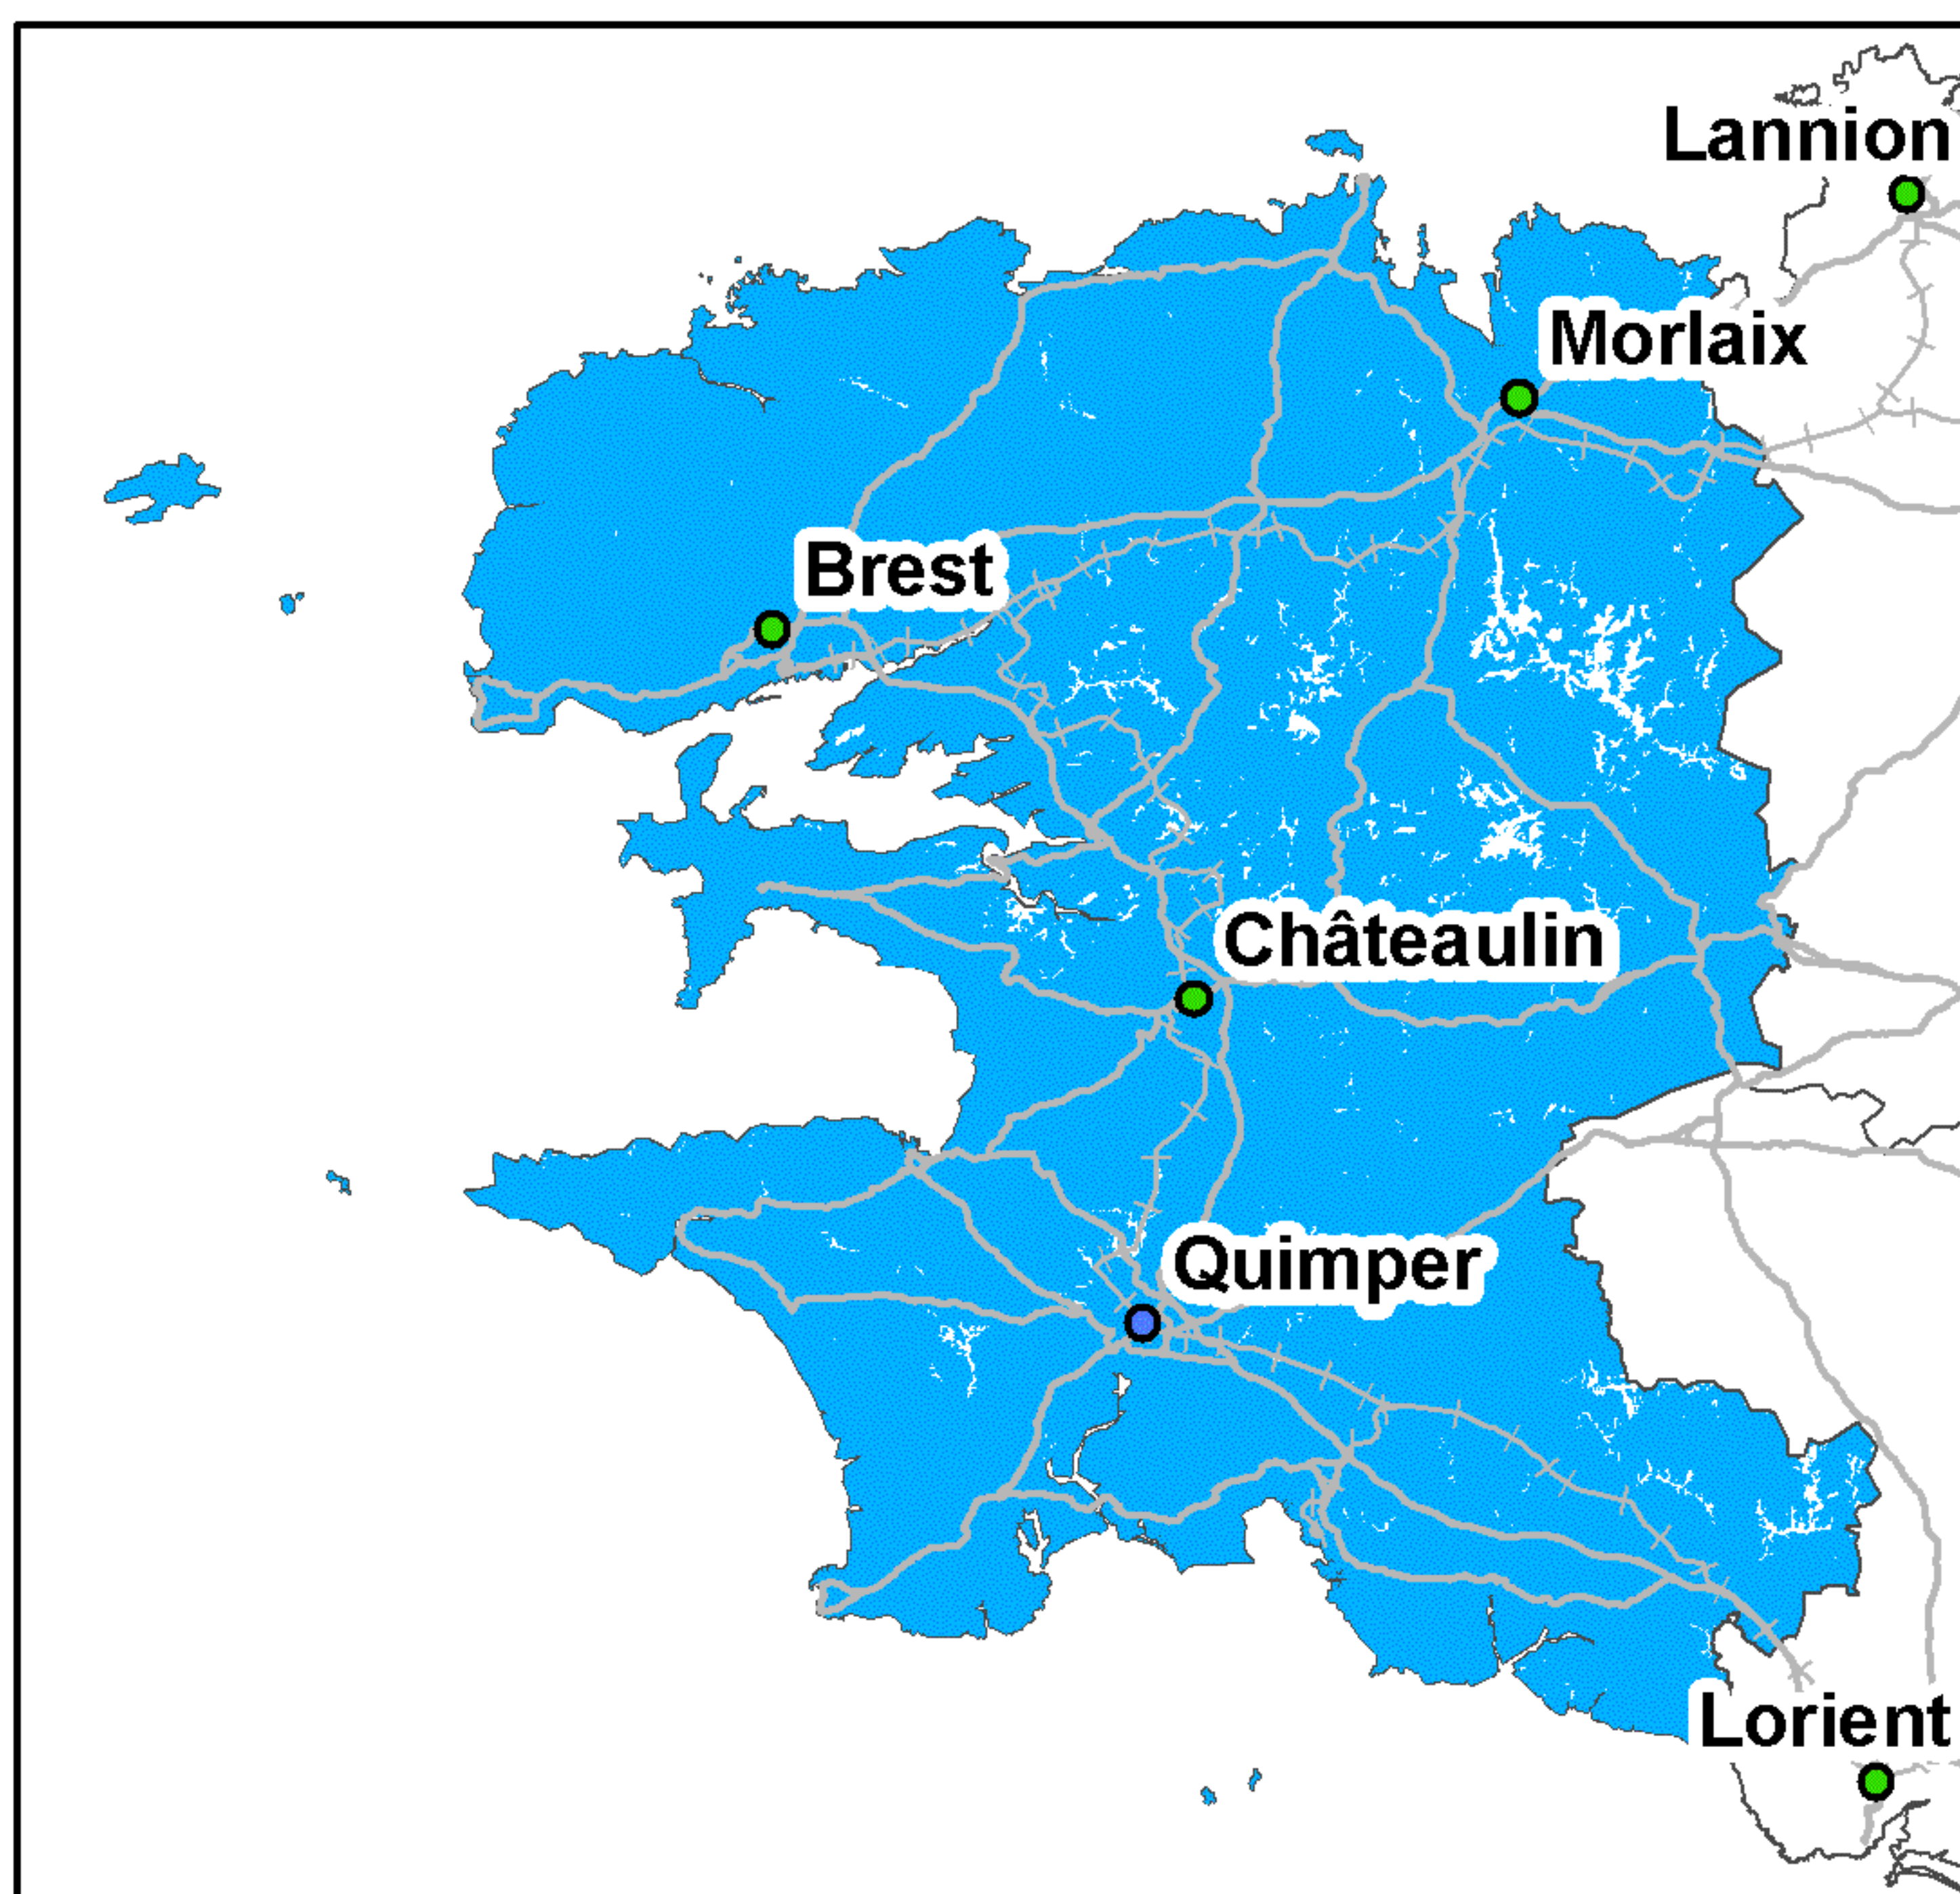 Lannion
Morlaix
Brest
Châteaulin
Quimper
Lorient